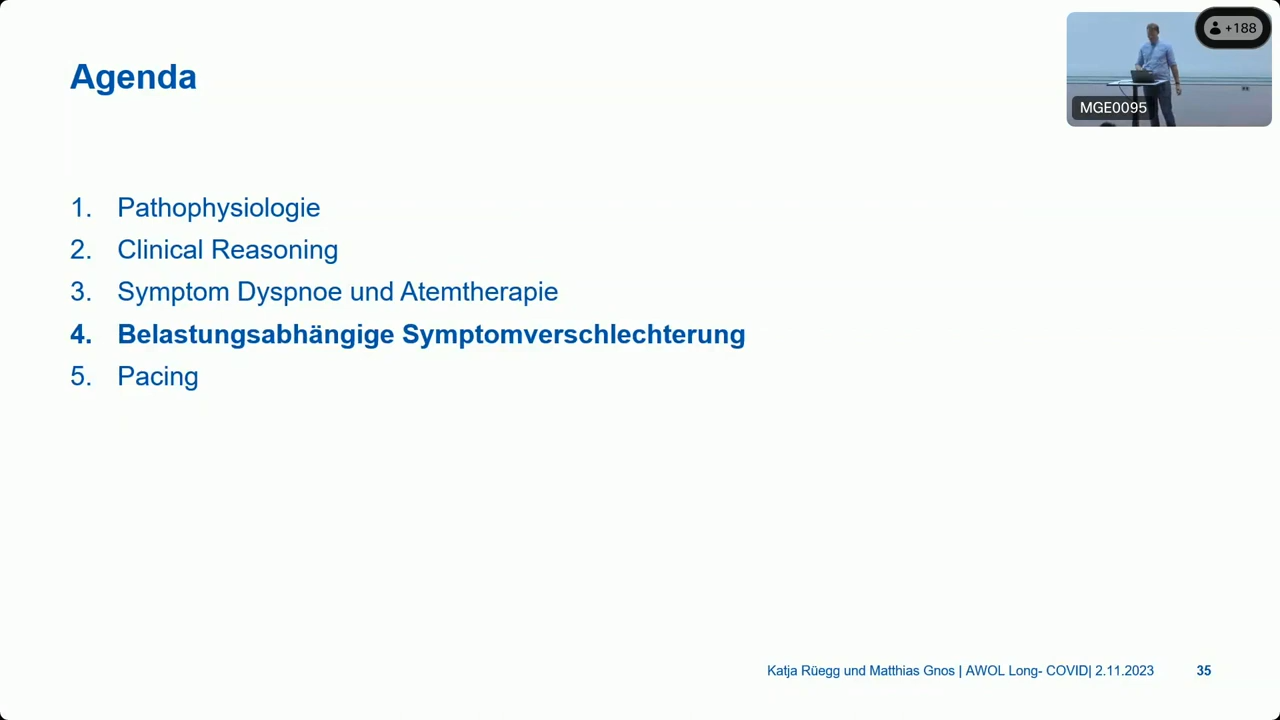 Agenda
+188
MGE0095
1. Pathophysiologie
2. Clinical Reasoning
3. Symptom Dyspnoe und Atemtherapie
4. Belastungsabhängige Symptomverschlechterung
5. Pacing
Katja Rüegg und Matthias Gnos | AWOL Long- COVID| 2.11.2023 35